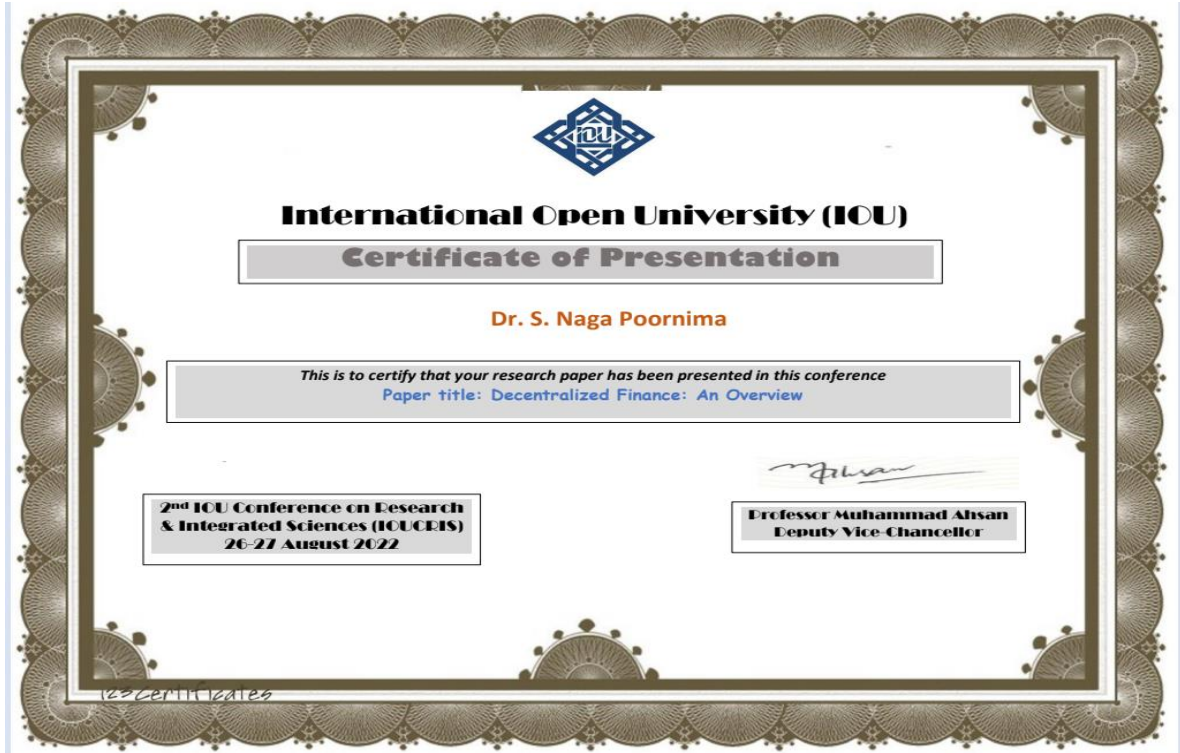 IOU
International Open University (IOU)
Certificate of Presentation
Dr. S. Naga Poornima
This is to certify that your research paper has been presented in this conference
Paper title: Decentralized Finance: An Overview
2nd IOU Conference on Research
& Integrated Sciences (IOUCRIS)
26-27 August 2022
MAhsan
Professor Muhammad Ahsan
Deputy Vice-Chancellor
123Certificates